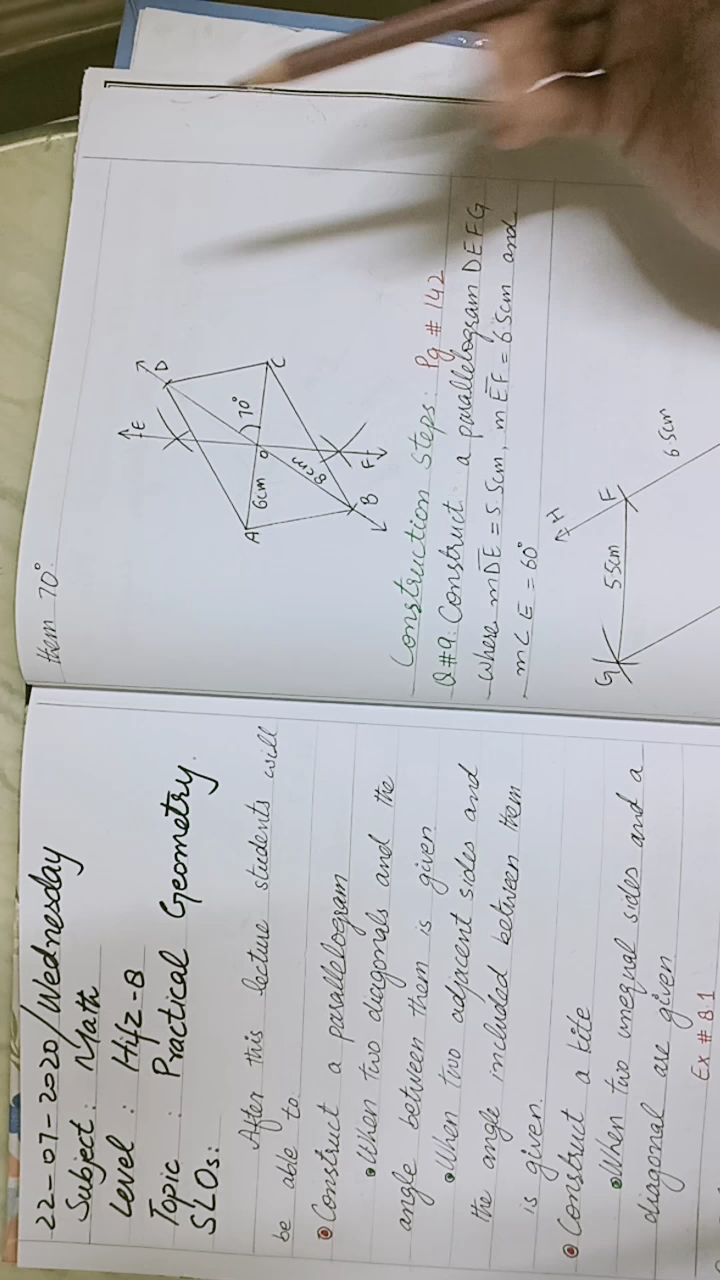 22-07-2020/Wednesday
Subject: Math
Level : Hifz-B
Topic : Practical Geometry.
SLOs:
After this lecture students will
be able to
Construct a parallelogram
When two diagonals and the
angle between them is given.
When two adjacent sides and
the angle included between them
is given.
Construct a kite
When two unequal sides and a
diagonal are given
Ex # 8.1
them 70°.
E
D
A
6cm
O
70°
C
8cm
B
F
Construction Steps: Pg # 142
Q#9: Construct a parallelogram DEFG
where mDE = 5.5cm, mEF = 6.5cm and
m∠E = 60°
H
G
5.5cm
F
6.5cm